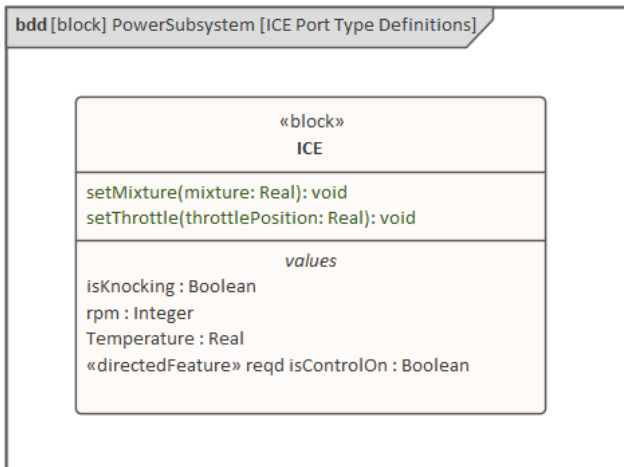 bdd [block] PowerSubsystem [ICE Port Type Definitions]
«block»
ICE
setMixture(mixture: Real): void
setThrottle(throttlePosition: Real): void
values
isKnocking : Boolean
rpm : Integer
Temperature : Real
«directedFeature» reqd isControlOn : Boolean